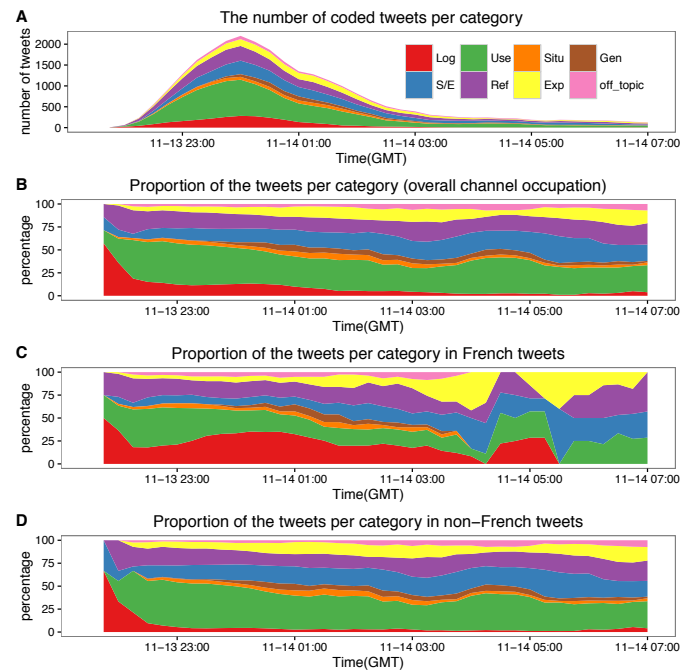 A
The number of coded tweets per category
number of tweets
2000
1500
1000
500
0
Log Use Situ Gen
S/E Ref Exp off_topic
11−13 23:00 11−14 01:00 11−14 03:00 11−14 05:00 11−14 07:00
Time(GMT)
B
Proportion of the tweets per category (overall channel occupation)
percentage
100
75
50
25
0
11−13 23:00 11−14 01:00 11−14 03:00 11−14 05:00 11−14 07:00
Time(GMT)
C
Proportion of the tweets per category in French tweets
percentage
100
75
50
25
0
11−13 23:00 11−14 01:00 11−14 03:00 11−14 05:00 11−14 07:00
Time(GMT)
D
Proportion of the tweets per category in non−French tweets
percentage
100
75
50
25
0
11−13 23:00 11−14 01:00 11−14 03:00 11−14 05:00 11−14 07:00
Time(GMT)